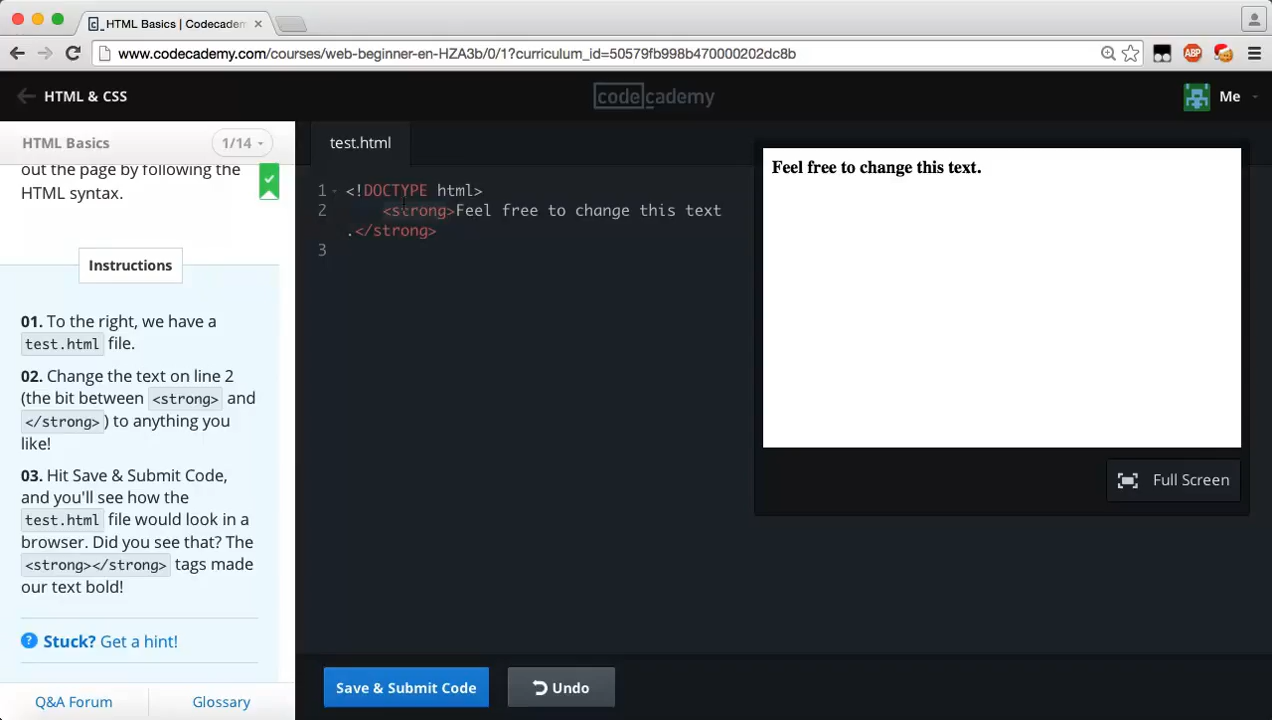 HTML Basics | Codecadem
www.codecademy.com/courses/web-beginner-en-HZA3b/0/1?curriculum_id=50579fb998b470000202dc8b
ABP
HTML & CSS
codecademy
Me
HTML Basics
1/14
out the page by following the
HTML syntax.
Instructions
01. To the right, we have a
test.html file.
02. Change the text on line 2
(the bit between <strong> and
</strong>) to anything you
like!
03. Hit Save & Submit Code,
and you'll see how the
test.html file would look in a
browser. Did you see that? The
<strong></strong> tags made
our text bold!
? Stuck? Get a hint!
Q&A Forum
Glossary
test.html
1 <!DOCTYPE html>
2 <strong>Feel free to change this text
.</strong>
3
Save & Submit Code
Undo
Feel free to change this text.
Full Screen